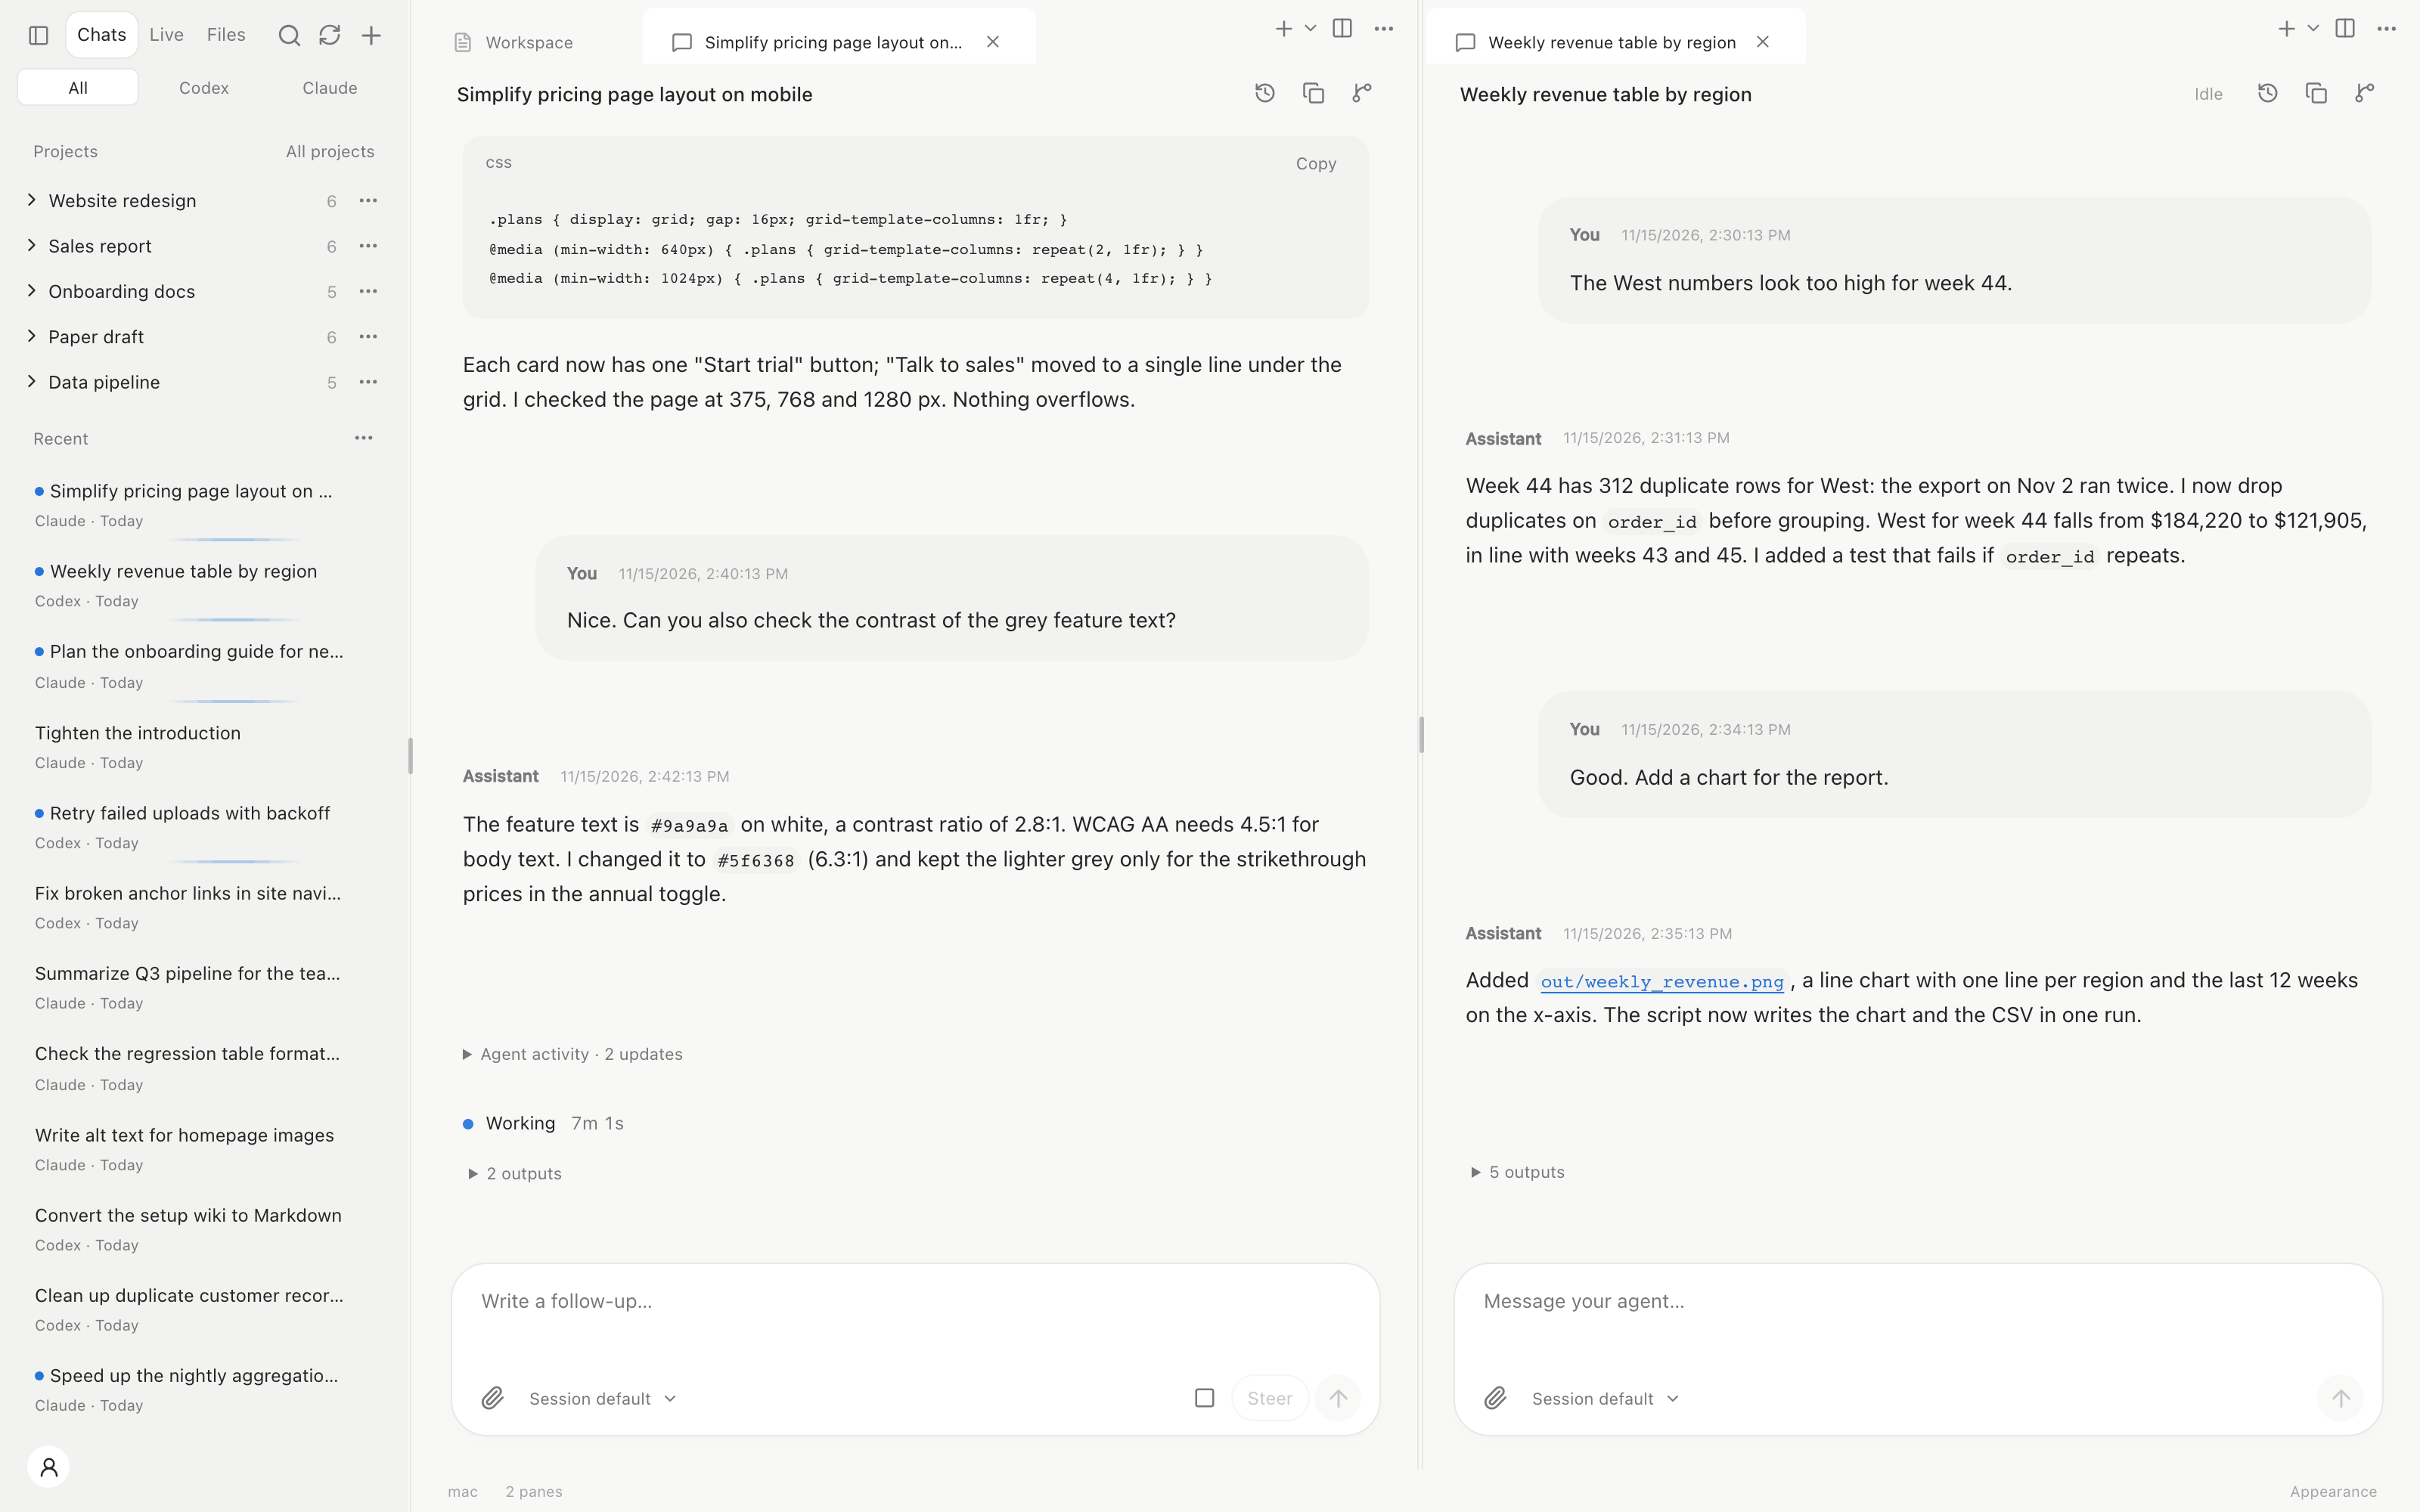 Chats Live Files
All Codex Claude
Projects All projects
Website redesign 6
Sales report 6
Onboarding docs 5
Paper draft 6
Data pipeline 5
Recent
Simplify pricing page layout on ...
Claude · Today
Weekly revenue table by region
Codex · Today
Plan the onboarding guide for ne...
Claude · Today
Tighten the introduction
Claude · Today
Retry failed uploads with backoff
Codex · Today
Fix broken anchor links in site navi...
Codex · Today
Summarize Q3 pipeline for the tea...
Claude · Today
Check the regression table format...
Claude · Today
Write alt text for homepage images
Claude · Today
Convert the setup wiki to Markdown
Codex · Today
Clean up duplicate customer recor...
Codex · Today
Speed up the nightly aggregatio...
Claude · Today
Workspace
Simplify pricing page layout on...
Simplify pricing page layout on mobile
css Copy
.plans { display: grid; gap: 16px; grid-template-columns: 1fr; }
@media (min-width: 640px) { .plans { grid-template-columns: repeat(2, 1fr); } }
@media (min-width: 1024px) { .plans { grid-template-columns: repeat(4, 1fr); } }
Each card now has one "Start trial" button; "Talk to sales" moved to a single line under the
grid. I checked the page at 375, 768 and 1280 px. Nothing overflows.
You 11/15/2026, 2:40:13 PM
Nice. Can you also check the contrast of the grey feature text?
Assistant 11/15/2026, 2:42:13 PM
The feature text is #9a9a9a on white, a contrast ratio of 2.8:1. WCAG AA needs 4.5:1 for
body text. I changed it to #5f6368 (6.3:1) and kept the lighter grey only for the strikethrough
prices in the annual toggle.
Agent activity · 2 updates
Working 7m 1s
2 outputs
Write a follow-up...
Session default Steer
Weekly revenue table by region
Weekly revenue table by region Idle
You 11/15/2026, 2:30:13 PM
The West numbers look too high for week 44.
Assistant 11/15/2026, 2:31:13 PM
Week 44 has 312 duplicate rows for West: the export on Nov 2 ran twice. I now drop
duplicates on order_id before grouping. West for week 44 falls from $184,220 to $121,905,
in line with weeks 43 and 45. I added a test that fails if order_id repeats.
You 11/15/2026, 2:34:13 PM
Good. Add a chart for the report.
Assistant 11/15/2026, 2:35:13 PM
Added out/weekly_revenue.png , a line chart with one line per region and the last 12 weeks
on the x-axis. The script now writes the chart and the CSV in one run.
5 outputs
Message your agent...
Session default
mac 2 panes Appearance